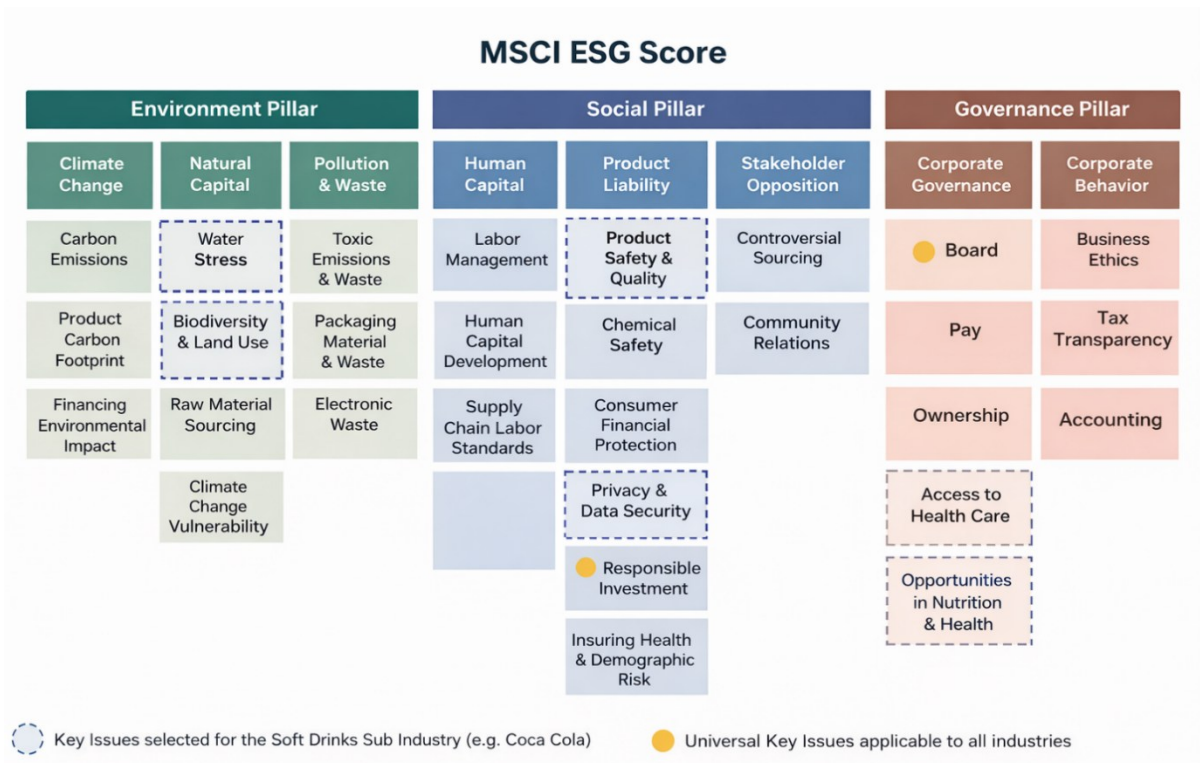 MSCI ESG Score
Environment Pillar
Social Pillar
Governance Pillar
Climate
Change
Natural
Capital
Pollution
& Waste
Human
Capital
Product
Liability
Stakeholder
Opposition
Corporate
Governance
Corporate
Behavior
Carbon
Emissions
Water
Stress
Toxic
Emissions
& Waste
Labor
Management
Product
Safety &
Quality
Controversial
Sourcing
Board
Business
Ethics
Product
Carbon
Footprint
Biodiversity
& Land Use
Packaging
Material
& Waste
Human
Capital
Development
Chemical
Safety
Community
Relations
Pay
Tax
Transparency
Financing
Environmental
Impact
Raw Material
Sourcing
Electronic
Waste
Supply
Chain Labor
Standards
Consumer
Financial
Protection
Ownership
Accounting
Climate
Change
Vulnerability
Privacy &
Data Security
Access to
Health Care
Responsible
Investment
Opportunities
in Nutrition
& Health
Insuring Health
& Demographic
Risk
Key Issues selected for the Soft Drinks Sub Industry (e.g. Coca Cola)
Universal Key Issues applicable to all industries